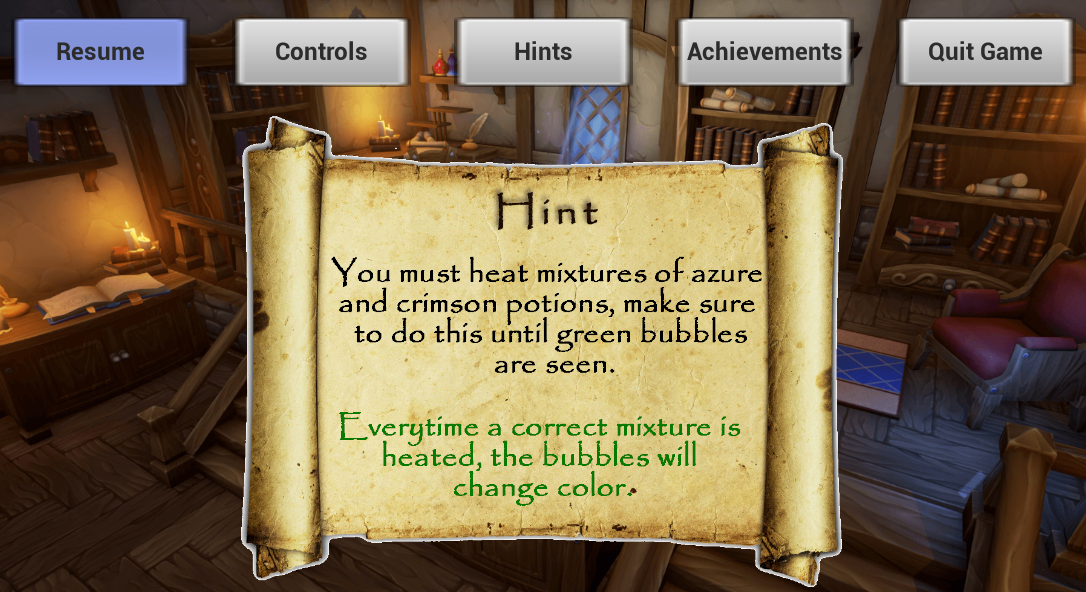 Resume
Controls
Hints
Achievements
Quit Game
Hint
You must heat mixtures of azure
and crimson potions, make sure
to do this until green bubbles
are seen.
Everytime a correct mixture is
heated, the bubbles will
change color.